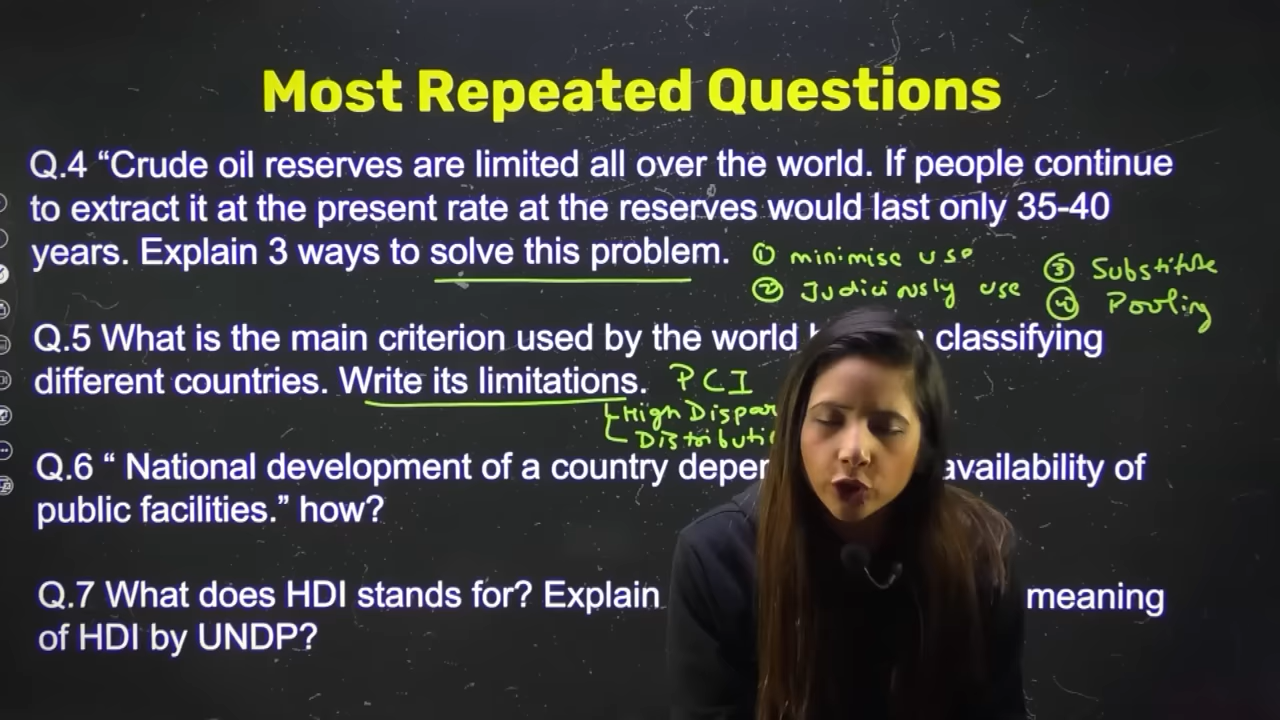 Most Repeated Questions
Q.4 “Crude oil reserves are limited all over the world. If people continue
to extract it at the present rate at the reserves would last only 35-40
years. Explain 3 ways to solve this problem.
① minimise use
② Judiciously use
③ Substitute
④ Pooling
Q.5 What is the main criterion used by the world classifying
different countries. Write its limitations. PCI
High
Q.6 “ National development of a country availability of
public facilities.” how?
Q.7 What does HDI stands for? Explain meaning
of HDI by UNDP?